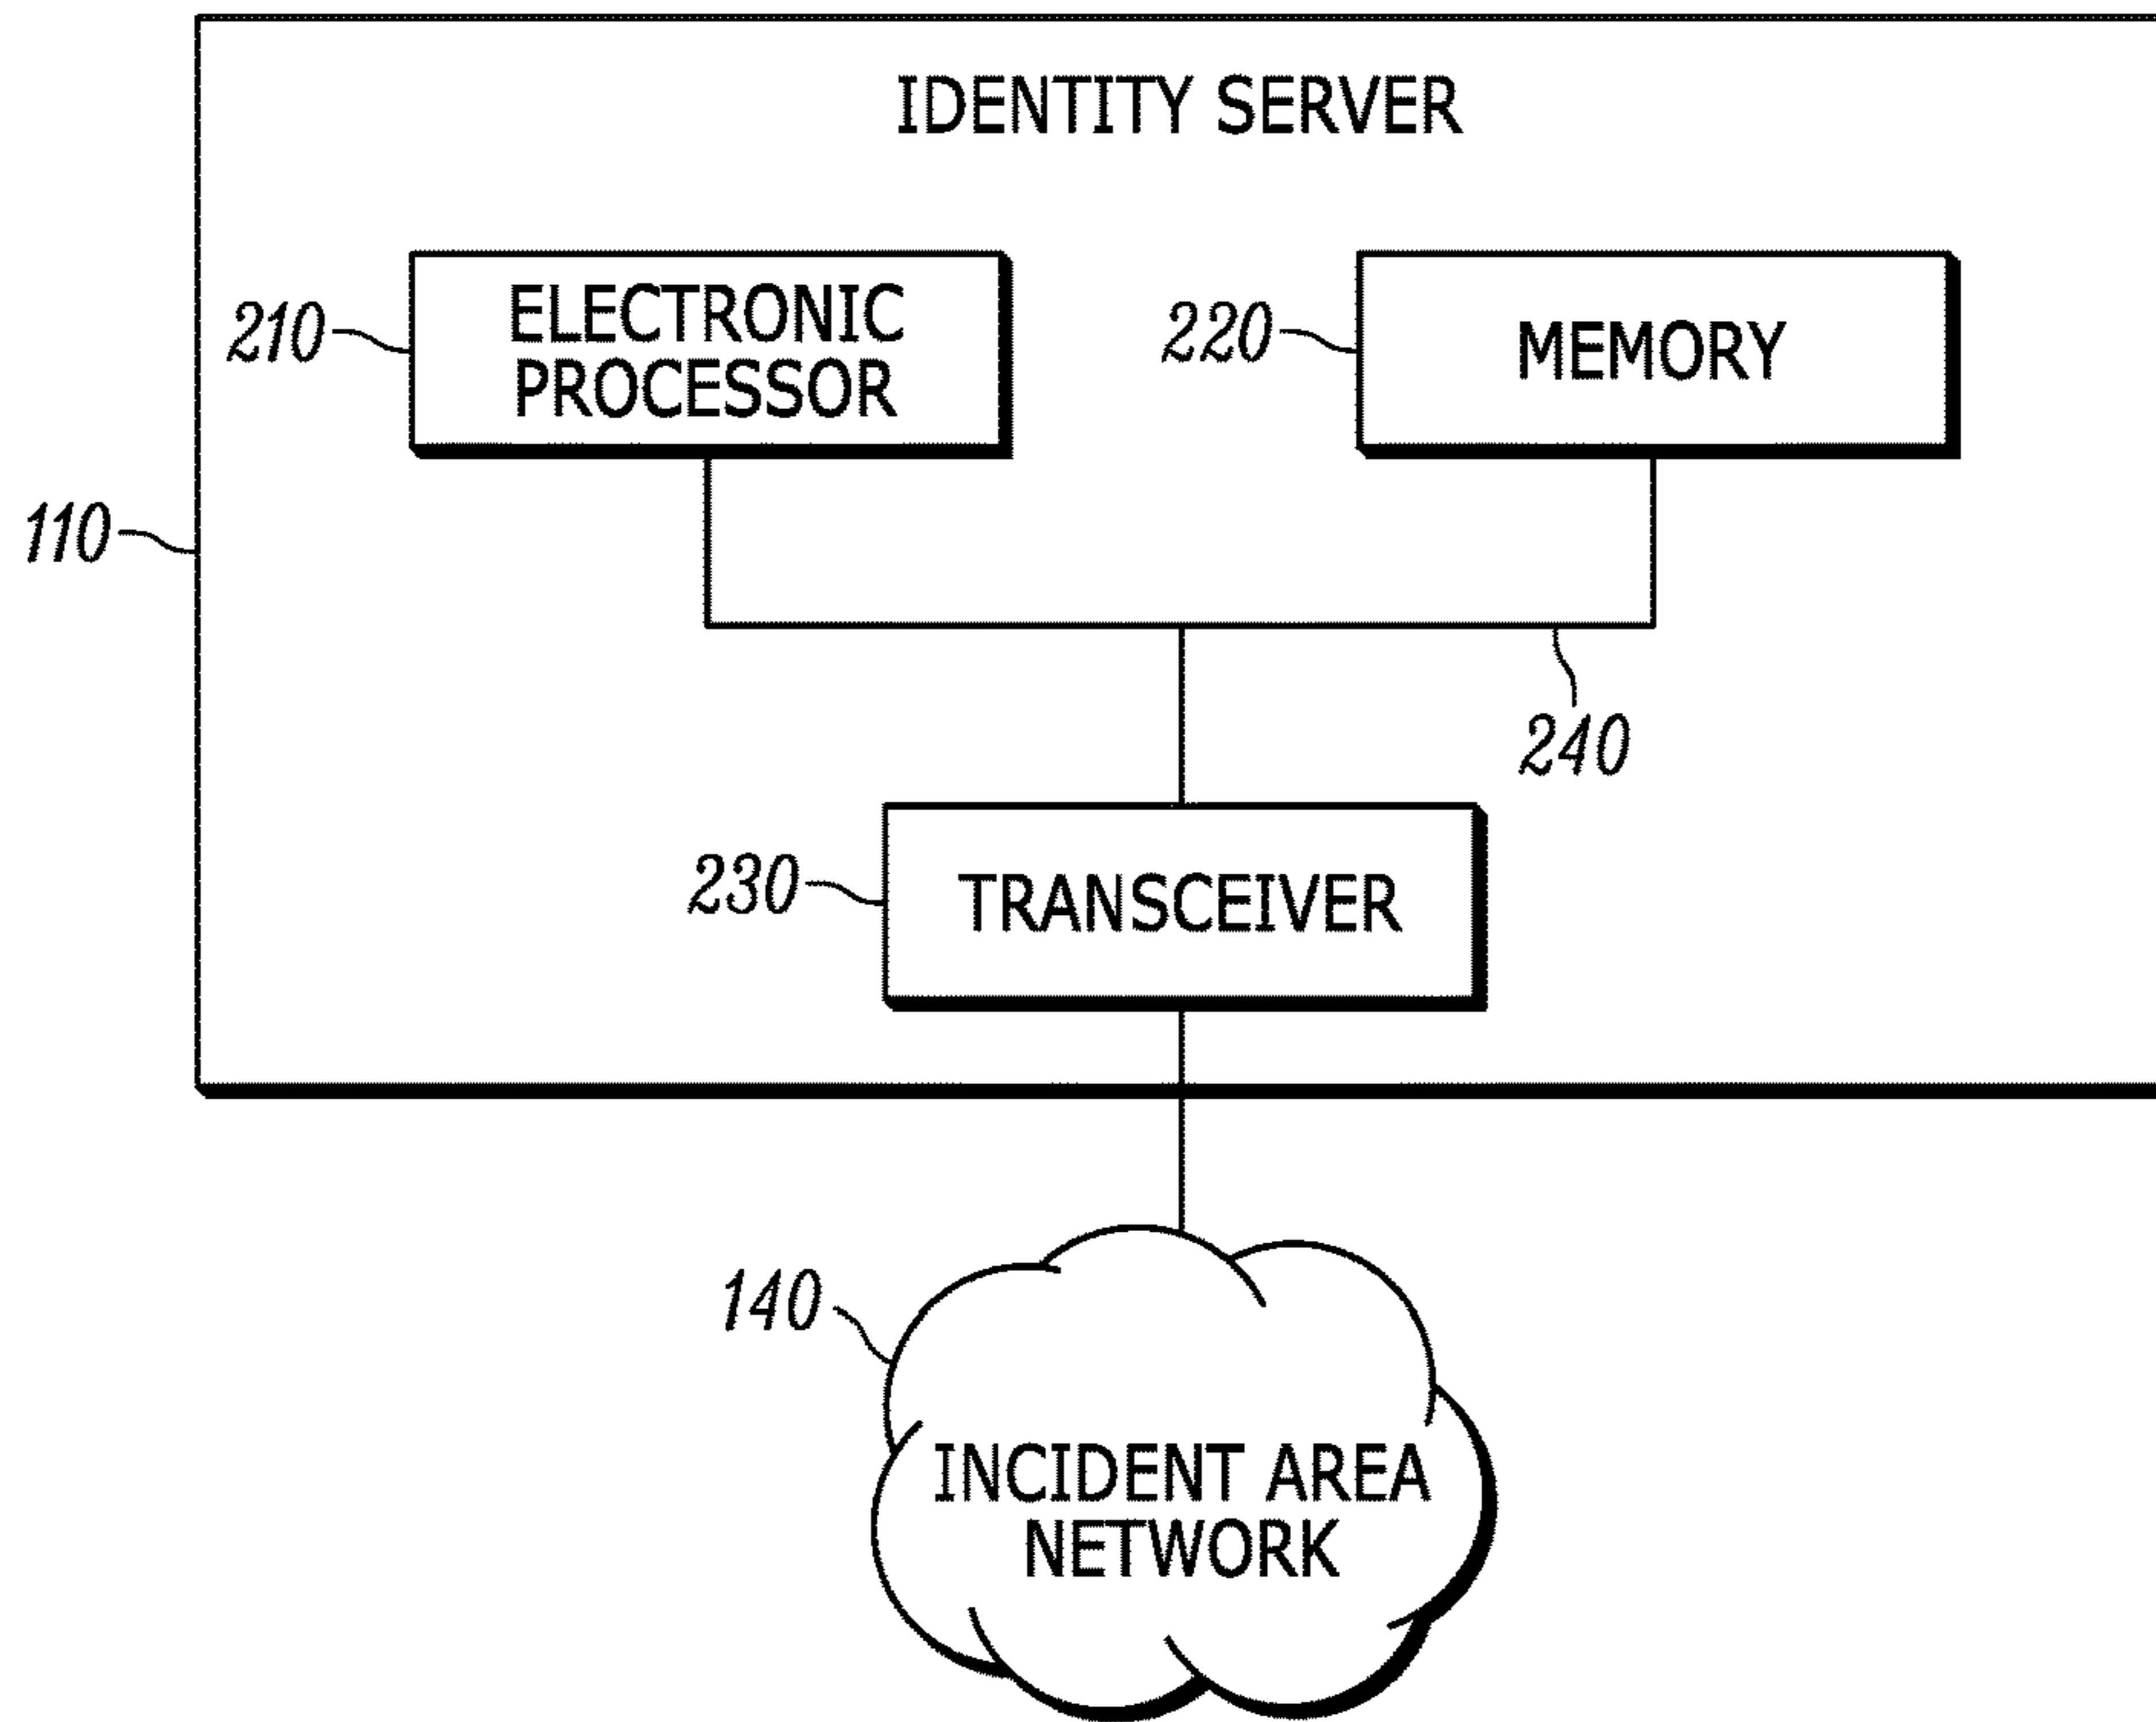 IDENTITY SERVER
210
ELECTRONIC
PROCESSOR
220
MEMORY
110
240
230
TRANSCEIVER
140
INCIDENT AREA
NETWORK